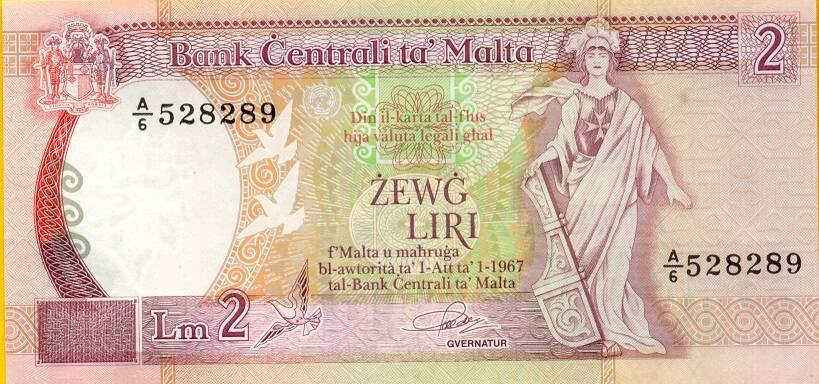 Bank Ċentrali ta' Malta
2
A/6 528289
Din il-karta tal-flus
hija valuta legali għal
ŻEWĠ
LIRI
f'Malta u maħruġa
bl-awtorità ta' l-Att ta' l-1967
tal-Bank Ċentrali ta' Malta
A/6 528289
Lm 2
GVERNATUR